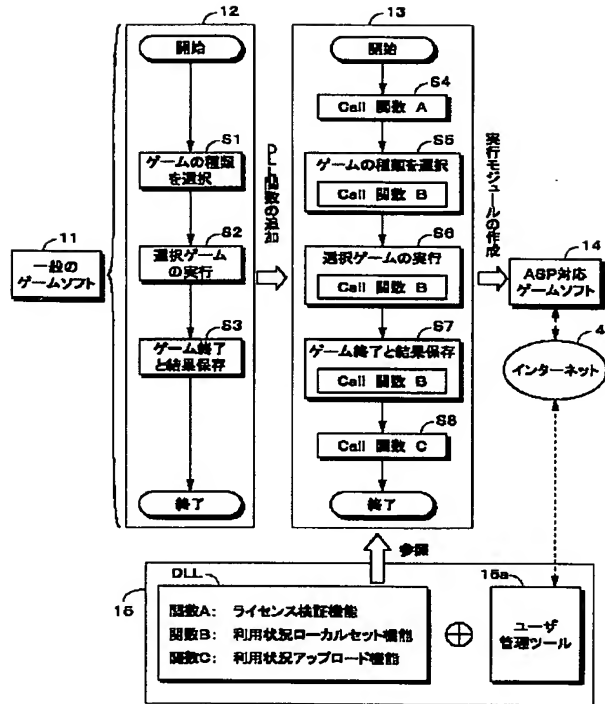 12
開始
S1
ゲームの種類
を選択
S2
選択ゲーム
の実行
S3
ゲーム終了
と結果保存
終了
11
一般の
ゲームソフト
DLL関数の追加
13
開始
S4
Call 関数 A
S5
ゲームの種類を選択
Call 関数 B
S6
選択ゲームの実行
Call 関数 B
S7
ゲーム終了と結果保存
Call 関数 B
S8
Call 関数 C
終了
実行モジュールの作成
14
ASP対応
ゲームソフト
4
インターネット
参照
15
DLL
関数A: ライセンス検証機能
関数B: 利用状況ローカルセット機能
関数C: 利用状況アップロード機能
15a
ユーザ
管理ツール